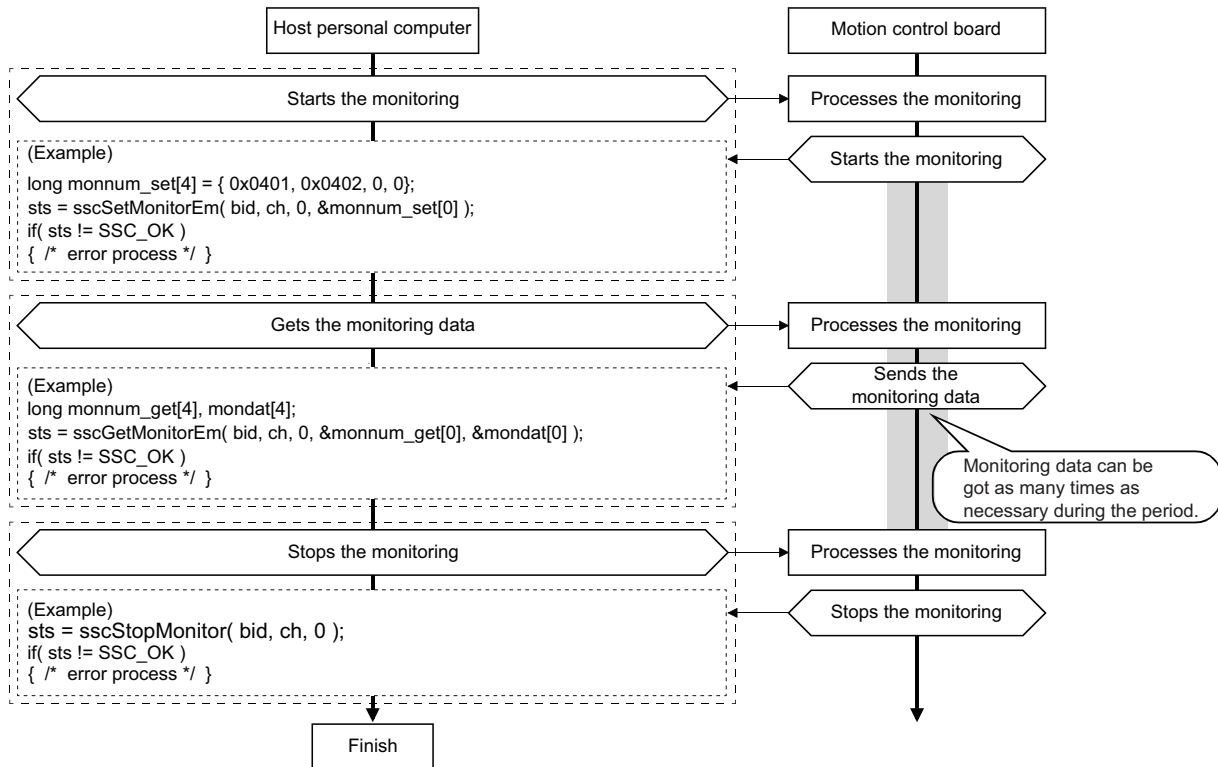 Host personal computer
Motion control board
Starts the monitoring
Processes the monitoring
(Example)
Starts the monitoring
long monnum_set[4] = { 0x0401, 0x0402, 0, 0};
sts = sscSetMonitorEm( bid, ch, 0, &monnum_set[0] );
if( sts != SSC_OK )
{  /*  error process */  }
Gets the monitoring data
Processes the monitoring
(Example)
long monnum_get[4], mondat[4];
sts = sscGetMonitorEm( bid, ch, 0, &monnum_get[0], &mondat[0] );
if( sts != SSC_OK )
{  /*  error process */  }
Sends the
monitoring data
Monitoring data can be
got as many times as
necessary during the period.
Stops the monitoring
Processes the monitoring
(Example)
sts = sscStopMonitor( bid, ch, 0 );
if( sts != SSC_OK )
{  /*  error process */  }
Stops the monitoring
Finish